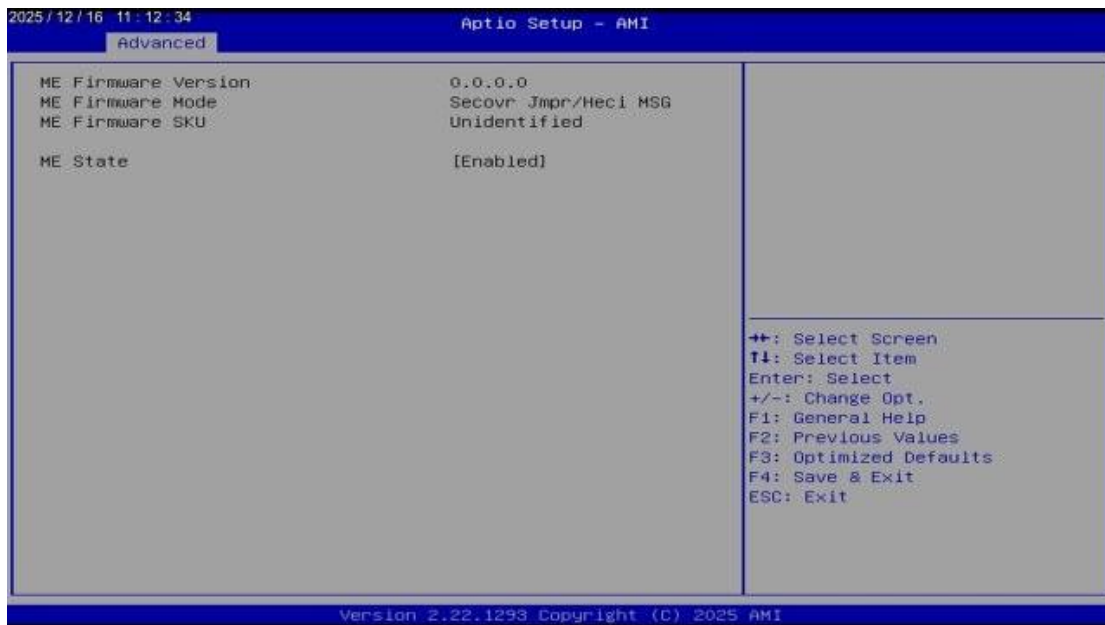 2025/12/16 11:12:34
Aptio Setup - AMI
Advanced
ME Firmware Version 0.0.0.0
ME Firmware Mode Secovr Jmpr/Heci MSG
ME Firmware SKU Unidentified
ME State [Enabled]
→←: Select Screen
↑↓: Select Item
Enter: Select
+/-: Change Opt.
F1: General Help
F2: Previous Values
F3: Optimized Defaults
F4: Save & Exit
ESC: Exit
Version 2.22.1293 Copyright (C) 2025 AMI